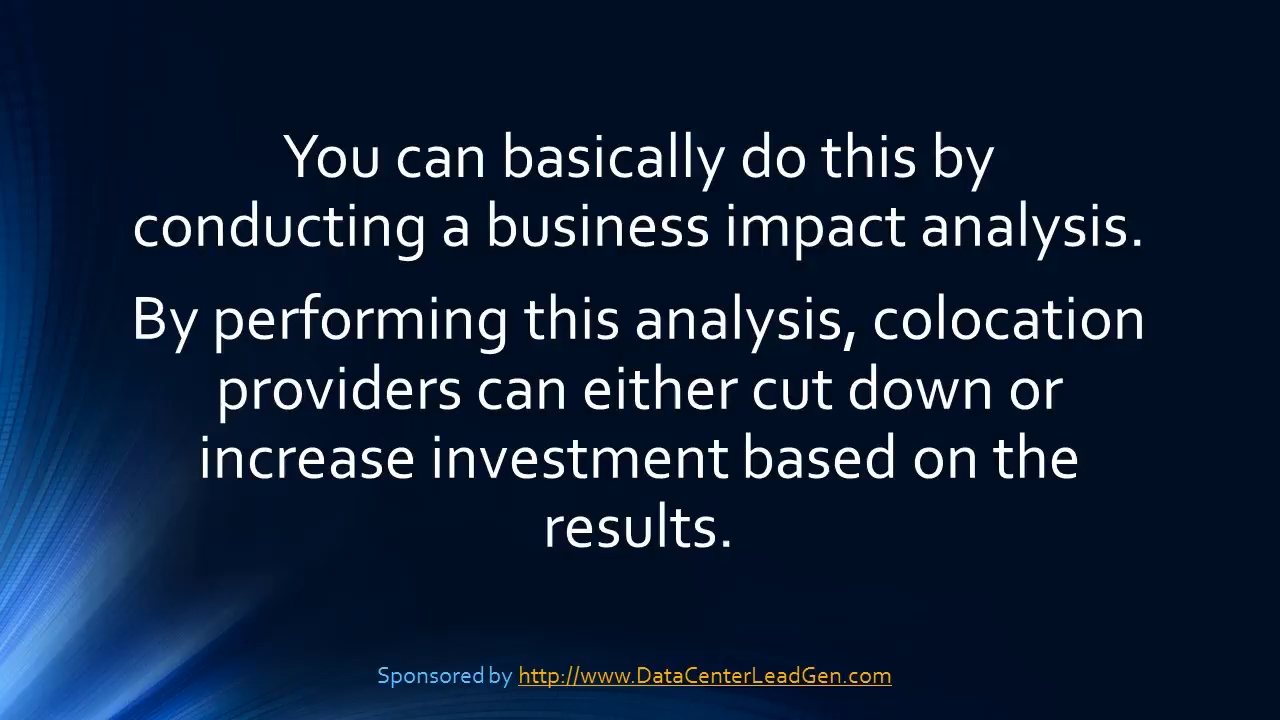 You can basically do this by
conducting a business impact analysis.
By performing this analysis, colocation
providers can either cut down or
increase investment based on the
results.
Sponsored by http://www.DataCenterLeadGen.com